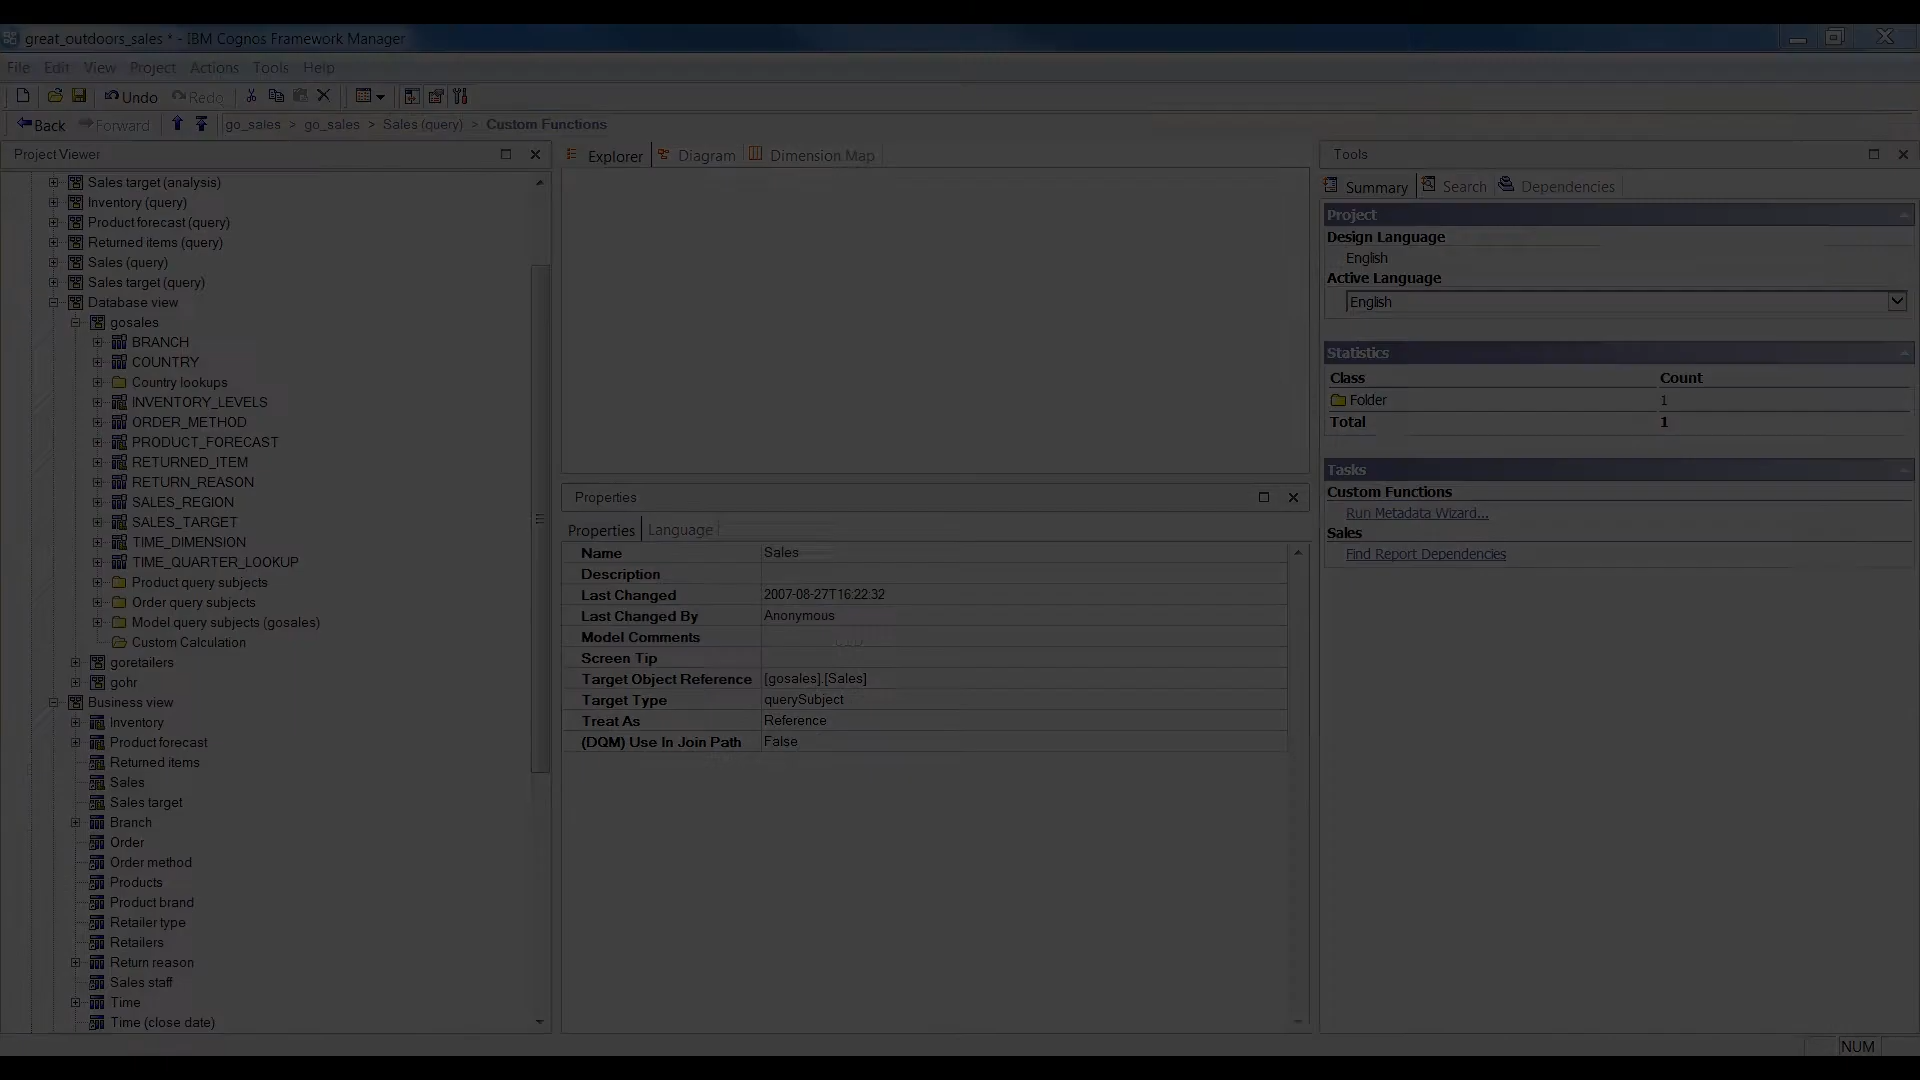 great_outdoors_sales * - IBM Cognos Framework Manager
File Edit View Project Actions Tools Help
Undo Redo
Back Forward go_sales > go_sales > Sales (query) > Custom Functions
Project Viewer
Sales target (analysis)
Inventory (query)
Product forecast (query)
Returned items (query)
Sales (query)
Sales target (query)
Database view
gosales
BRANCH
COUNTRY
Country lookups
INVENTORY_LEVELS
ORDER_METHOD
PRODUCT_FORECAST
RETURNED_ITEM
RETURN_REASON
SALES_REGION
SALES_TARGET
TIME_DIMENSION
TIME_QUARTER_LOOKUP
Product query subjects
Order query subjects
Model query subjects (gosales)
Custom Calculation
goretailers
gohr
Business view
Inventory
Product forecast
Returned items
Sales
Sales target
Branch
Order
Order method
Products
Product brand
Retailer type
Retailers
Return reason
Sales staff
Time
Time (close date)
Explorer Diagram Dimension Map
Properties
Properties Language
Name Sales
Description
Last Changed 2007-08-27T16:22:32
Last Changed By Anonymous
Model Comments
Screen Tip
Target Object Reference [gosales].[Sales]
Target Type querySubject
Treat As Reference
(DQM) Use In Join Path False
Tools
Summary Search Dependencies
Project
Design Language
English
Active Language
English
Statistics
Class Count
Folder 1
Total 1
Tasks
Custom Functions
Run Metadata Wizard...
Sales
Find Report Dependencies
NUM